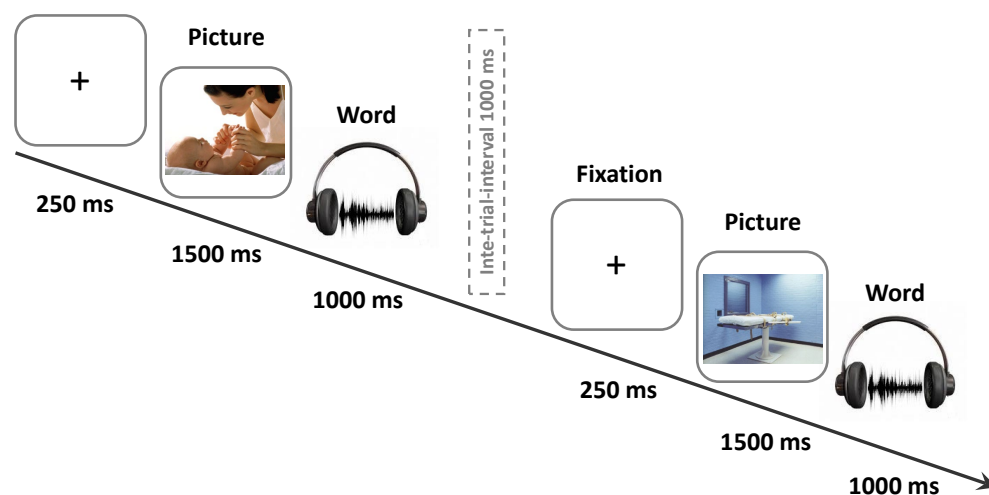 +
Picture
Word
250 ms
1500 ms
1000 ms
Inte-trial-interval 1000 ms
Fixation
+
Picture
Word
250 ms
1500 ms
1000 ms